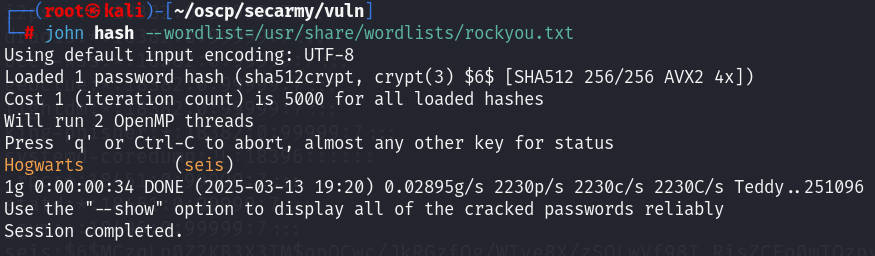 ┌──(root㉿kali)-[~/oscp/secarmy/vuln]
└─# john hash --wordlist=/usr/share/wordlists/rockyou.txt
Using default input encoding: UTF-8
Loaded 1 password hash (sha512crypt, crypt(3) $6$ [SHA512 256/256 AVX2 4x])
Cost 1 (iteration count) is 5000 for all loaded hashes
Will run 2 OpenMP threads
Press 'q' or Ctrl-C to abort, almost any other key for status
Hogwarts         (seis)
1g 0:00:00:34 DONE (2025-03-13 19:20) 0.02895g/s 2230p/s 2230c/s 2230C/s Teddy..251096
Use the "--show" option to display all of the cracked passwords reliably
Session completed.